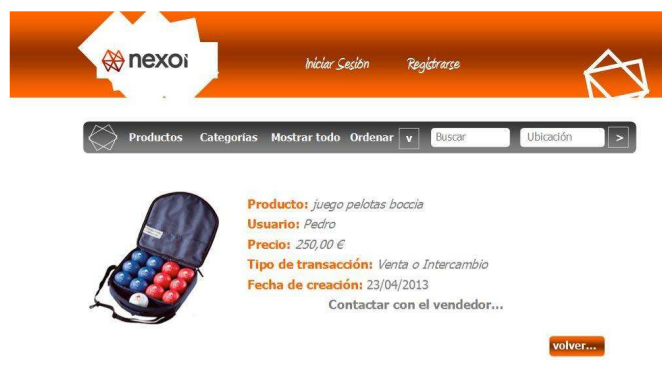 nexoi
Iniciar Sesión Registrarse
Productos Categorías Mostrar todo Ordenar v Buscar Ubicación >
Producto: juego pelotas boccia
Usuario: Pedro
Precio: 250,00 €
Tipo de transacción: Venta o Intercambio
Fecha de creación: 23/04/2013
Contactar con el vendedor...
volver...